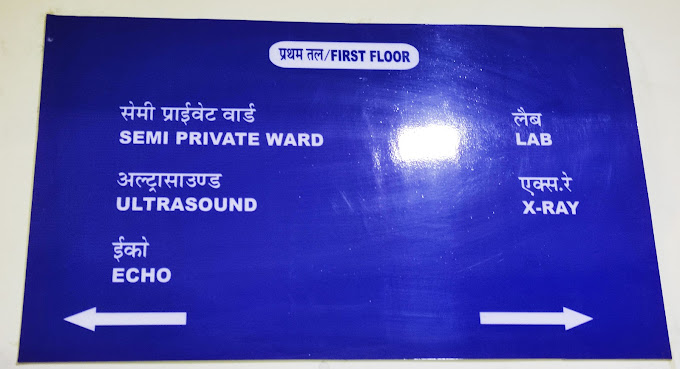 प्रथम तल/FIRST FLOOR
सेमी प्राईवेट वार्ड
SEMI PRIVATE WARD
अल्ट्रासाउण्ड
ULTRASOUND
ईको
ECHO
लैब
LAB
एक्स.रे
X-RAY